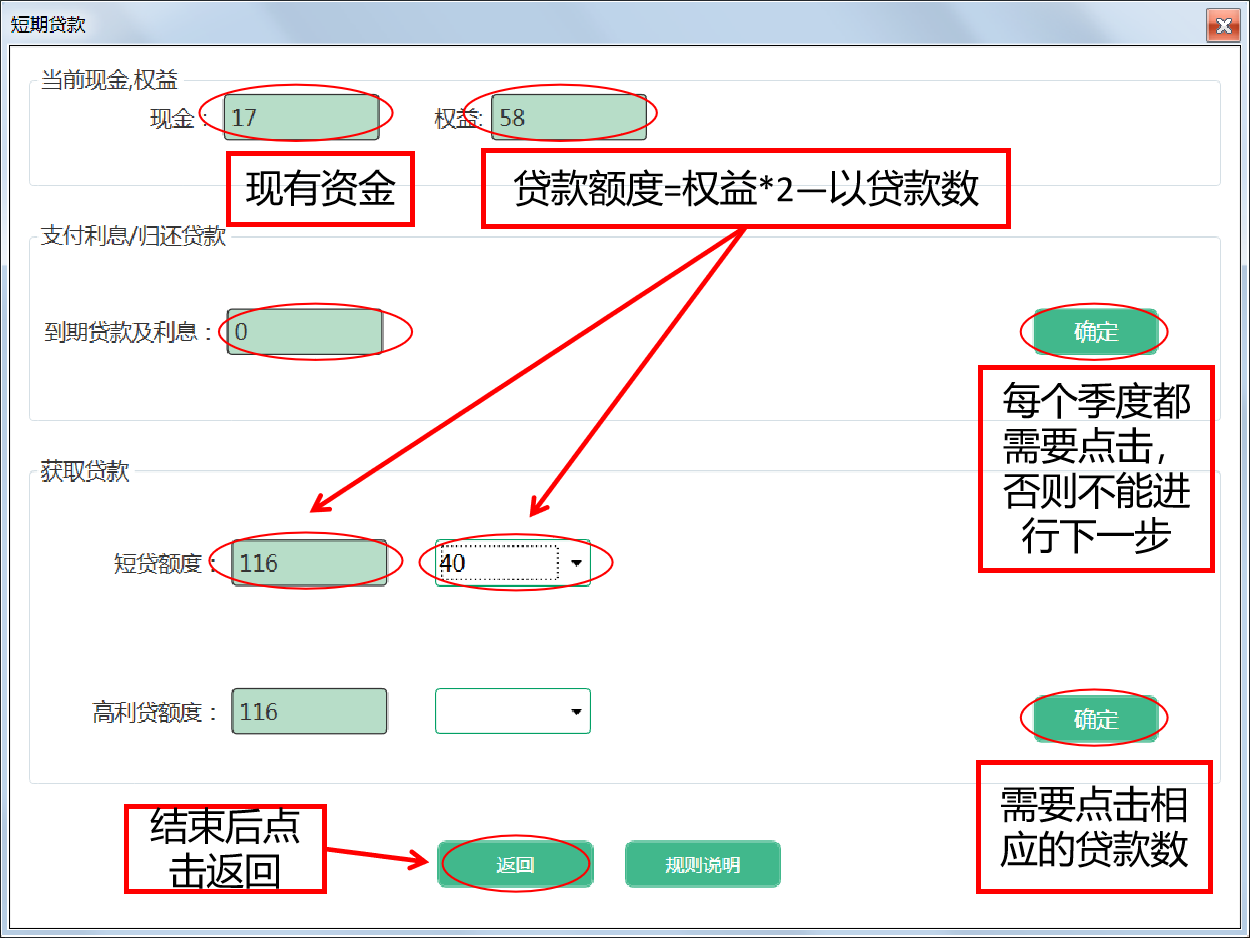 短期贷款
当前现金,权益
现金：
17
权益:
58
现有资金
贷款额度=权益*2—以贷款数
支付利息/归还贷款
到期贷款及利息：
0
确定
每个季度都
需要点击，
否则不能进
行下一步
获取贷款
短贷额度：
116
40
高利贷额度：
116
确定
需要点击相
应的贷款数
结束后点
击返回
返回
规则说明